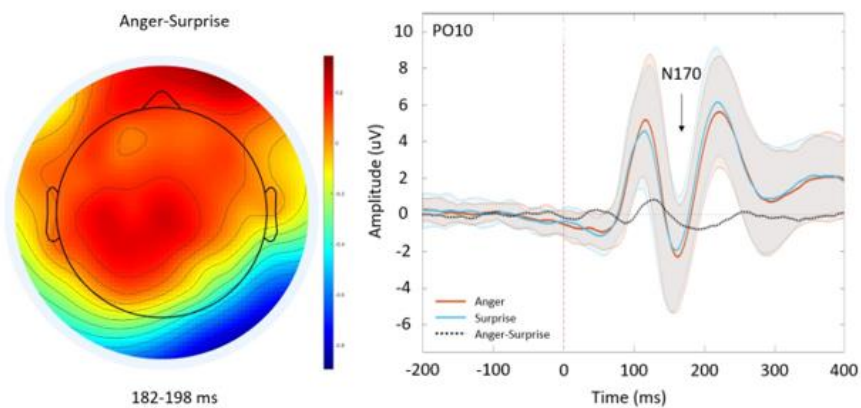 Anger-Surprise
182-198 ms
PO10
N170
Amplitude (uV)
10
8
6
4
2
0
-2
-4
-6
Anger
Surprise
Anger-Surprise
-200
-100
0
100
200
300
400
Time (ms)